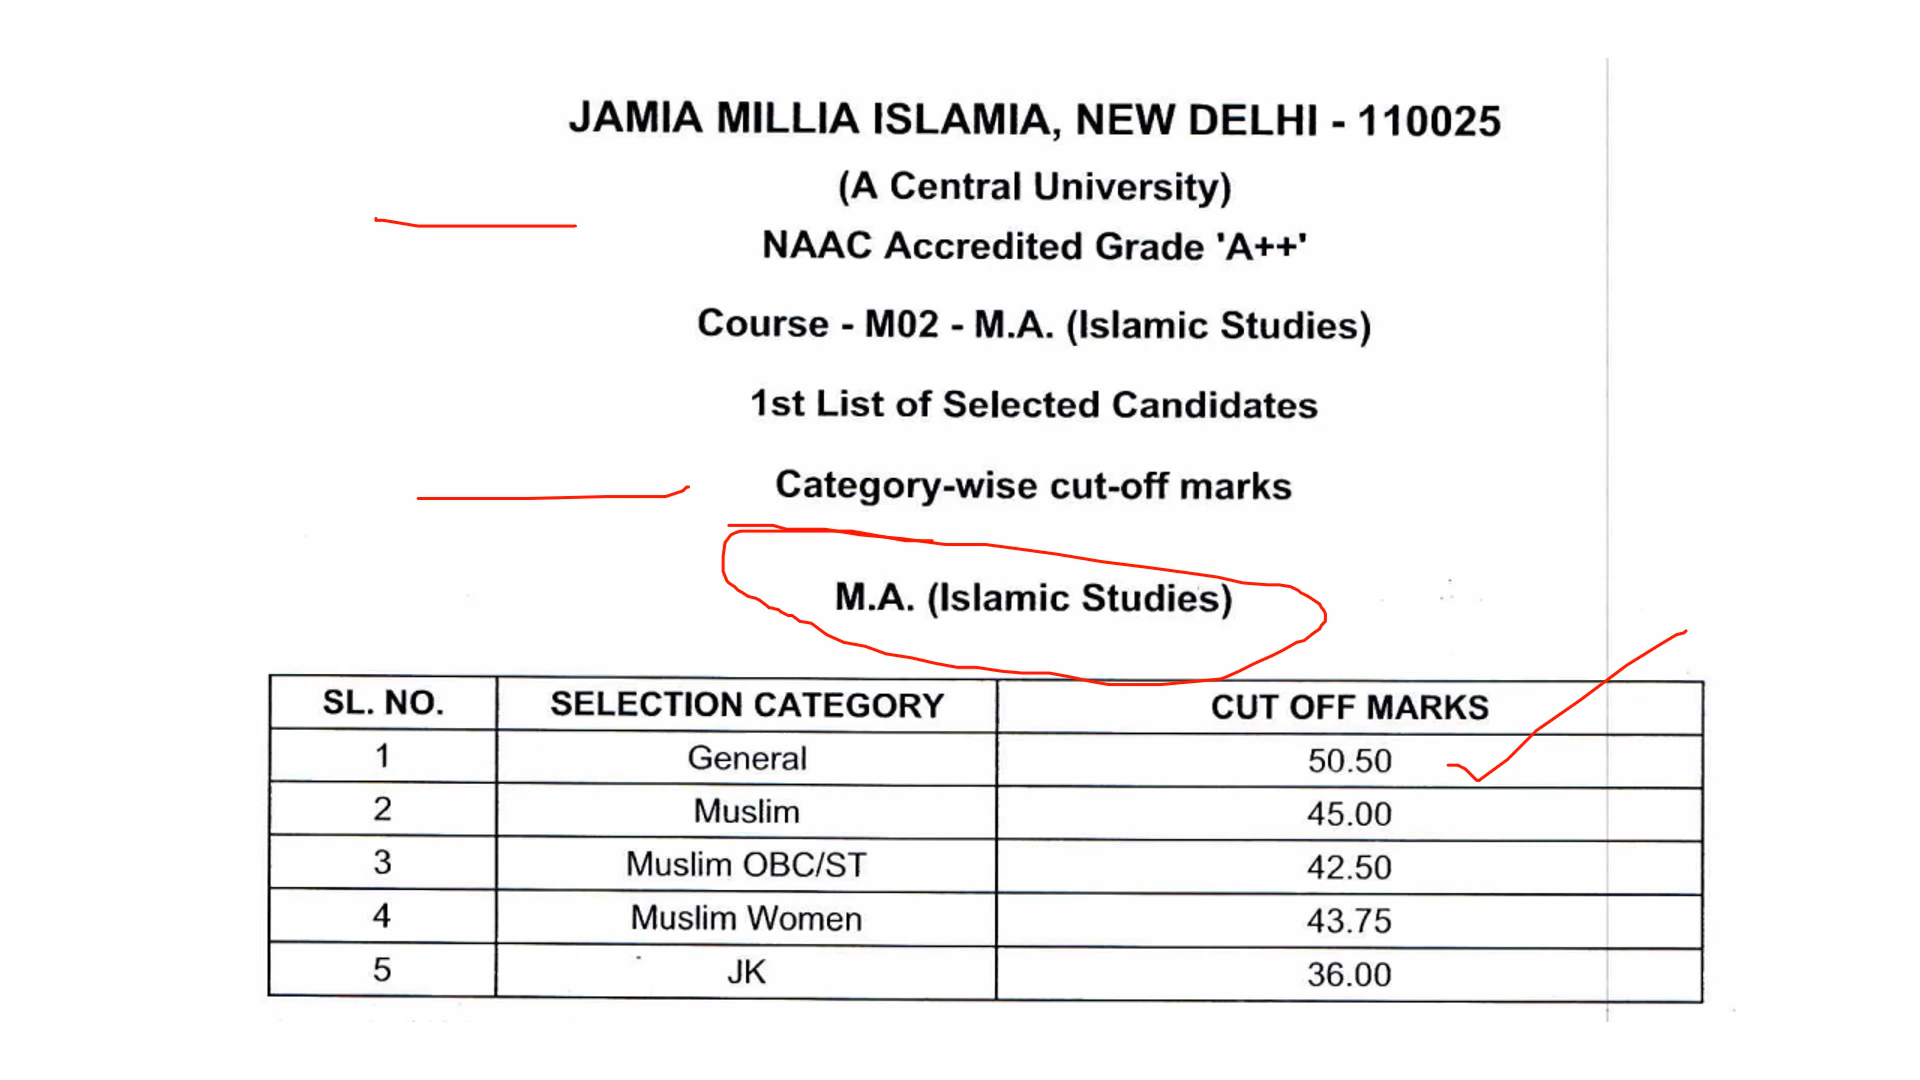 JAMIA MILLIA ISLAMIA, NEW DELHI - 110025
(A Central University)
NAAC Accredited Grade 'A++'
Course - M02 - M.A. (Islamic Studies)
1st List of Selected Candidates
Category-wise cut-off marks
M.A. (Islamic Studies)
SL. NO. SELECTION CATEGORY CUT OFF MARKS
1 General 50.50
2 Muslim 45.00
3 Muslim OBC/ST 42.50
4 Muslim Women 43.75
5 JK 36.00